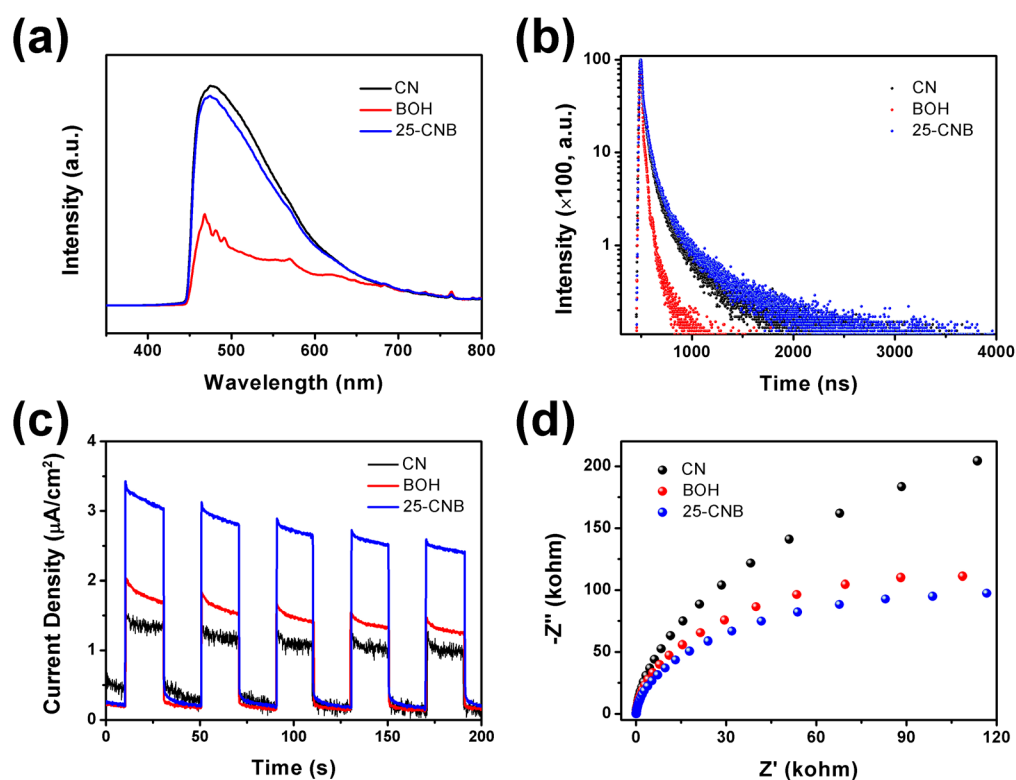 (a)
Intensity (a.u.)
CN
BOH
25-CNB
400 500 600 700 800
Wavelength (nm)
(b)
Intensity (×100, a.u.)
100
10
1
CN
BOH
25-CNB
1000 2000 3000 4000
Time (ns)
(c)
Current Density (μA/cm²)
4
3
2
1
0
CN
BOH
25-CNB
0 50 100 150 200
Time (s)
(d)
-Z'' (kohm)
200
150
100
50
0
CN
BOH
25-CNB
0 30 60 90 120
Z' (kohm)